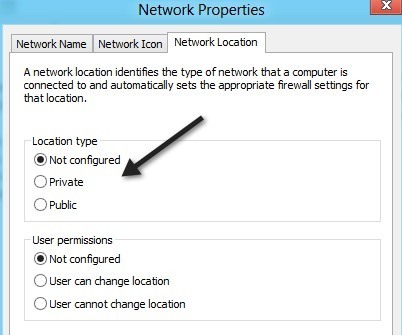 Network Properties
Network Name
Network Icon
Network Location
A network location identifies the type of network that a computer is
connected to and automatically sets the appropriate firewall settings for
that location.
Location type
Not configured
Private
Public
User permissions
Not configured
User can change location
User cannot change location